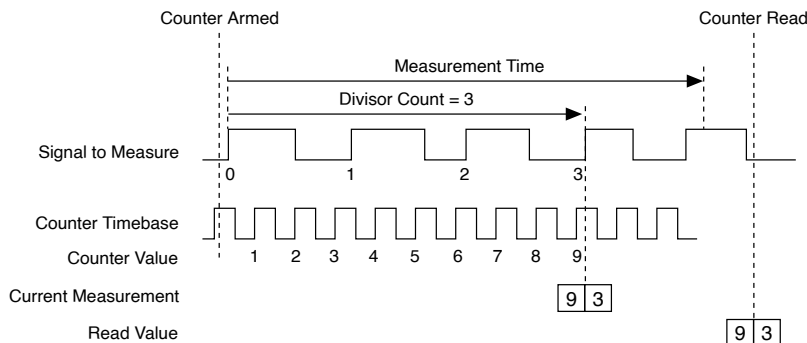 Counter Armed Counter Read
Measurement Time
Divisor Count = 3
Signal to Measure
0 1 2 3
Counter Timebase
Counter Value 1 2 3 4 5 6 7 8 9
Current Measurement 9 3
Read Value 9 3